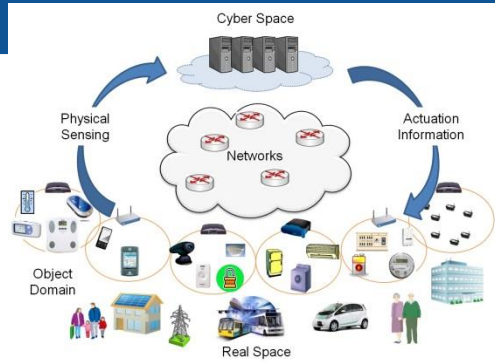 Cyber Space
Physical
Sensing
Actuation
Information
Networks
Object
Domain
Real Space